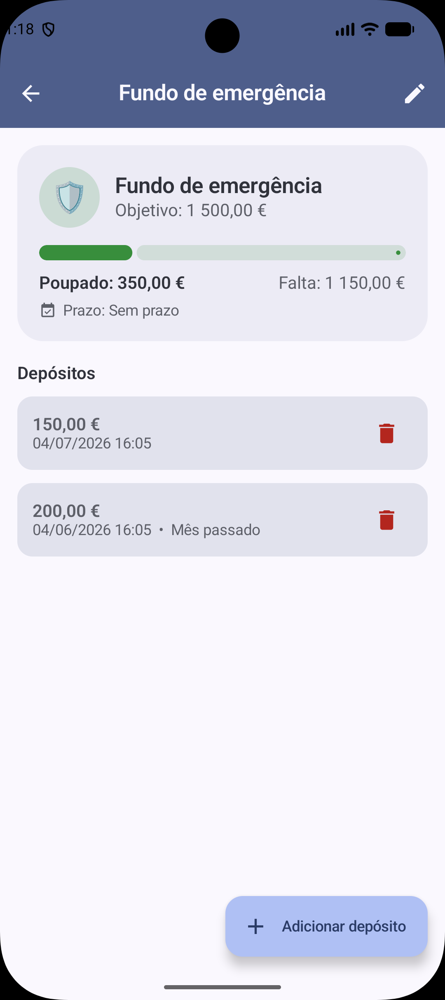 :18
Fundo de emergência
Fundo de emergência
Objetivo: 1 500,00 €
Poupado: 350,00 €
Falta: 1 150,00 €
Prazo: Sem prazo
Depósitos
150,00 €
04/07/2026 16:05
200,00 €
04/06/2026 16:05 • Mês passado
Adicionar depósito